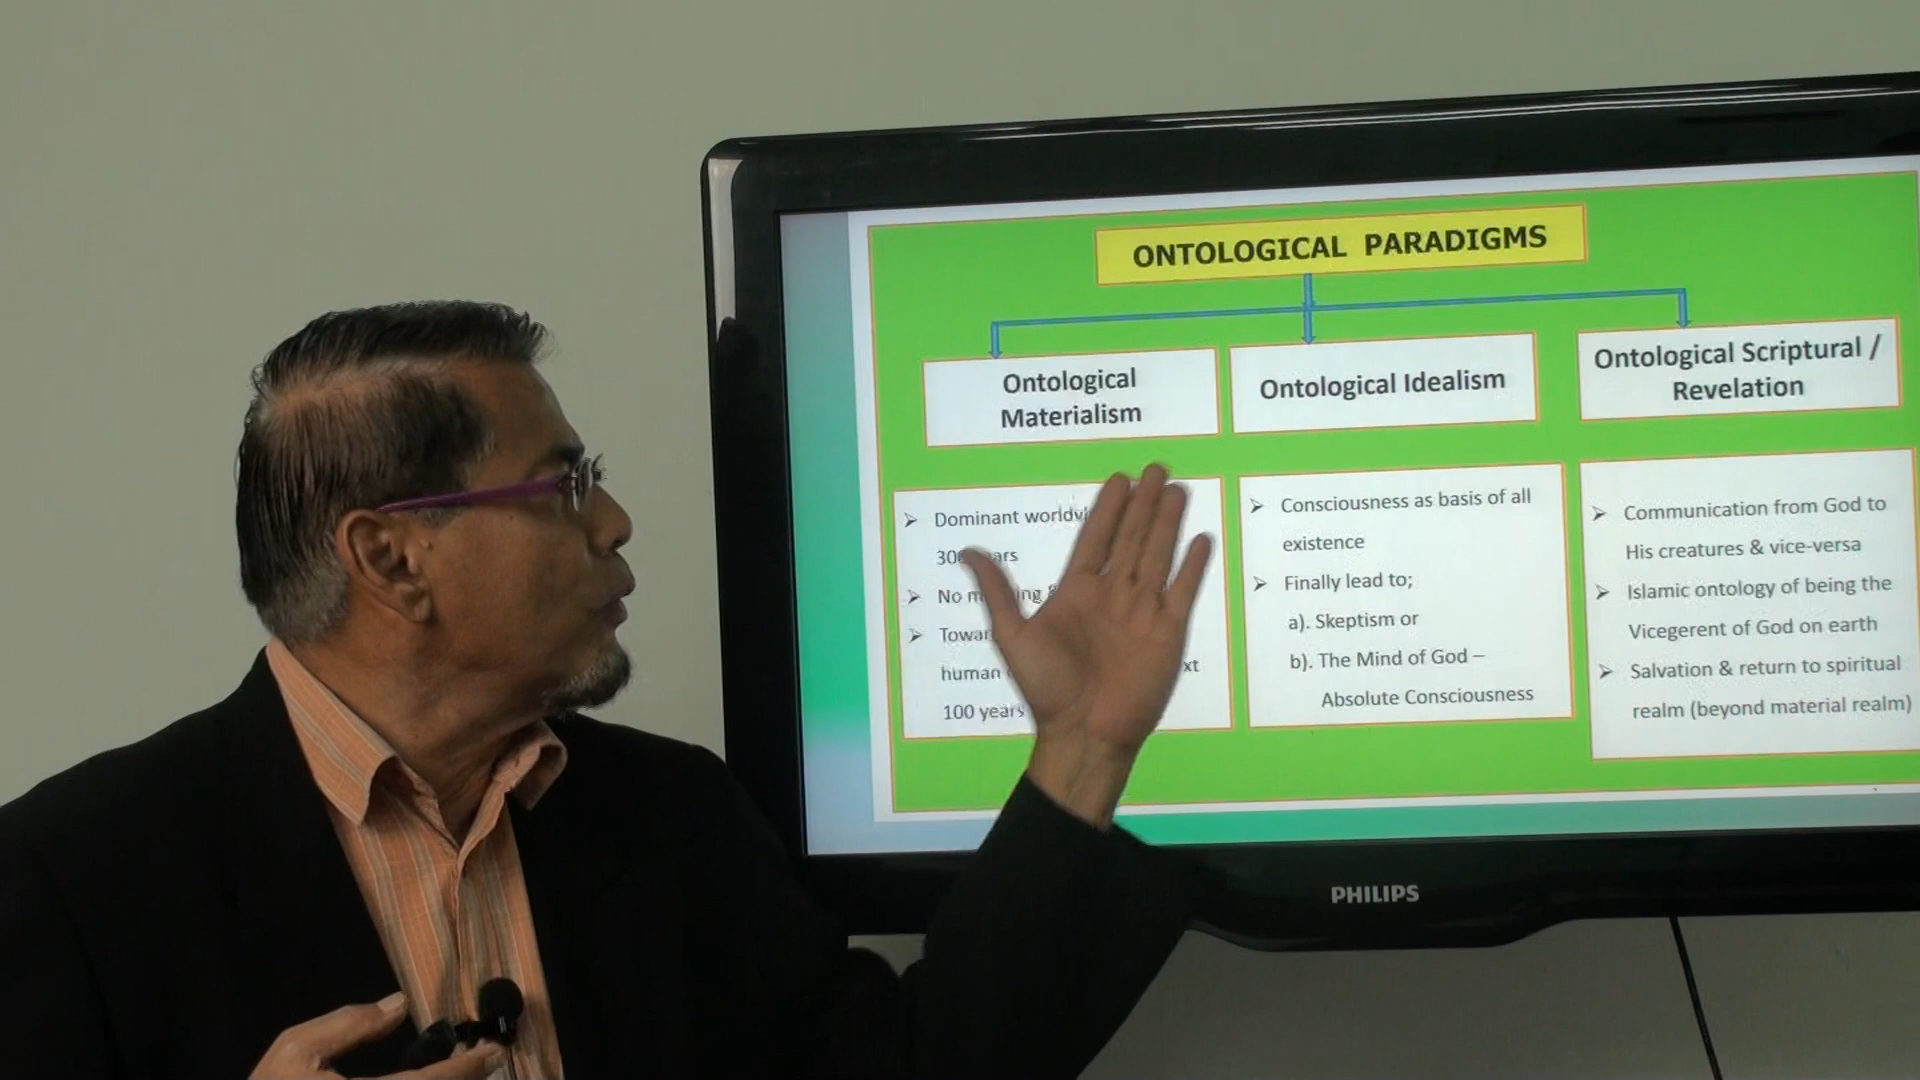 ONTOLOGICAL PARADIGMS
Ontological
Materialism
Dominant
ars
No
human
100 years
Ontological Idealism
➢ Consciousness as basis of all
existence
➢ Finally lead to;
a). Skeptism or
b). The Mind of God –
Absolute Consciousness
Ontological Scriptural /
Revelation
➢ Communication from God to
His creatures & vice-versa
➢ Islamic ontology of being the
Vicegerent of God on earth
➢ Salvation & return to spiritual
realm (beyond material realm)
PHILIPS